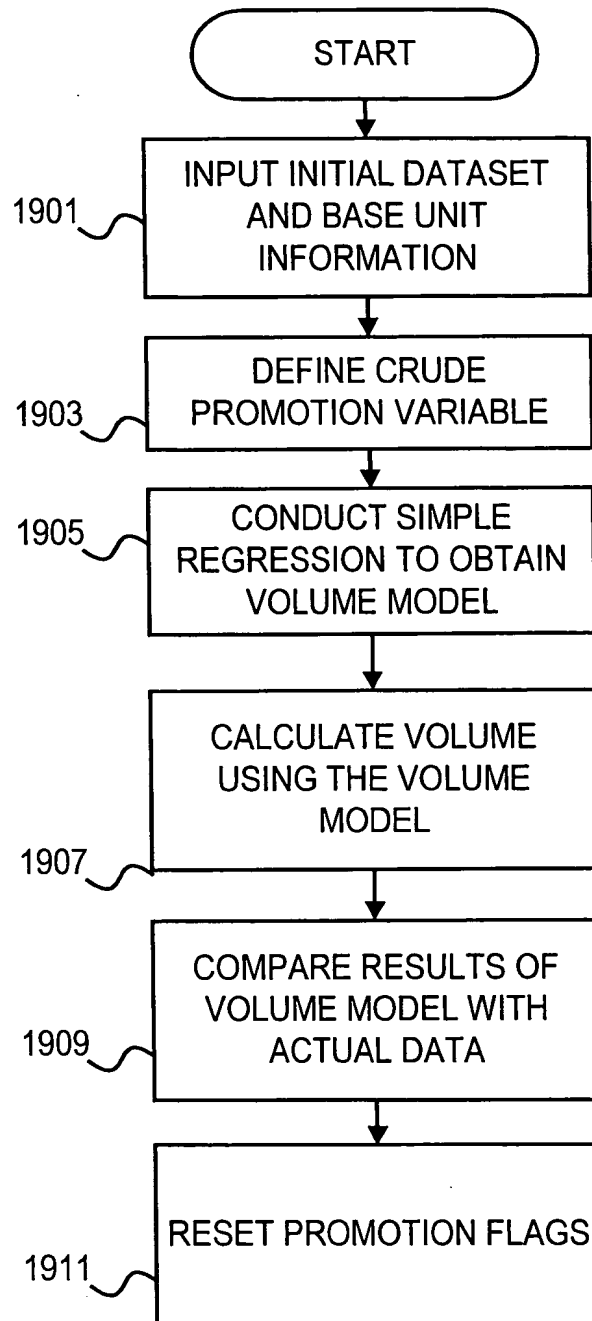 START
1901
INPUT INITIAL DATASET
AND BASE UNIT
INFORMATION
1903
DEFINE CRUDE
PROMOTION VARIABLE
1905
CONDUCT SIMPLE
REGRESSION TO OBTAIN
VOLUME MODEL
1907
CALCULATE VOLUME
USING THE VOLUME
MODEL
1909
COMPARE RESULTS OF
VOLUME MODEL WITH
ACTUAL DATA
1911
RESET PROMOTION FLAGS